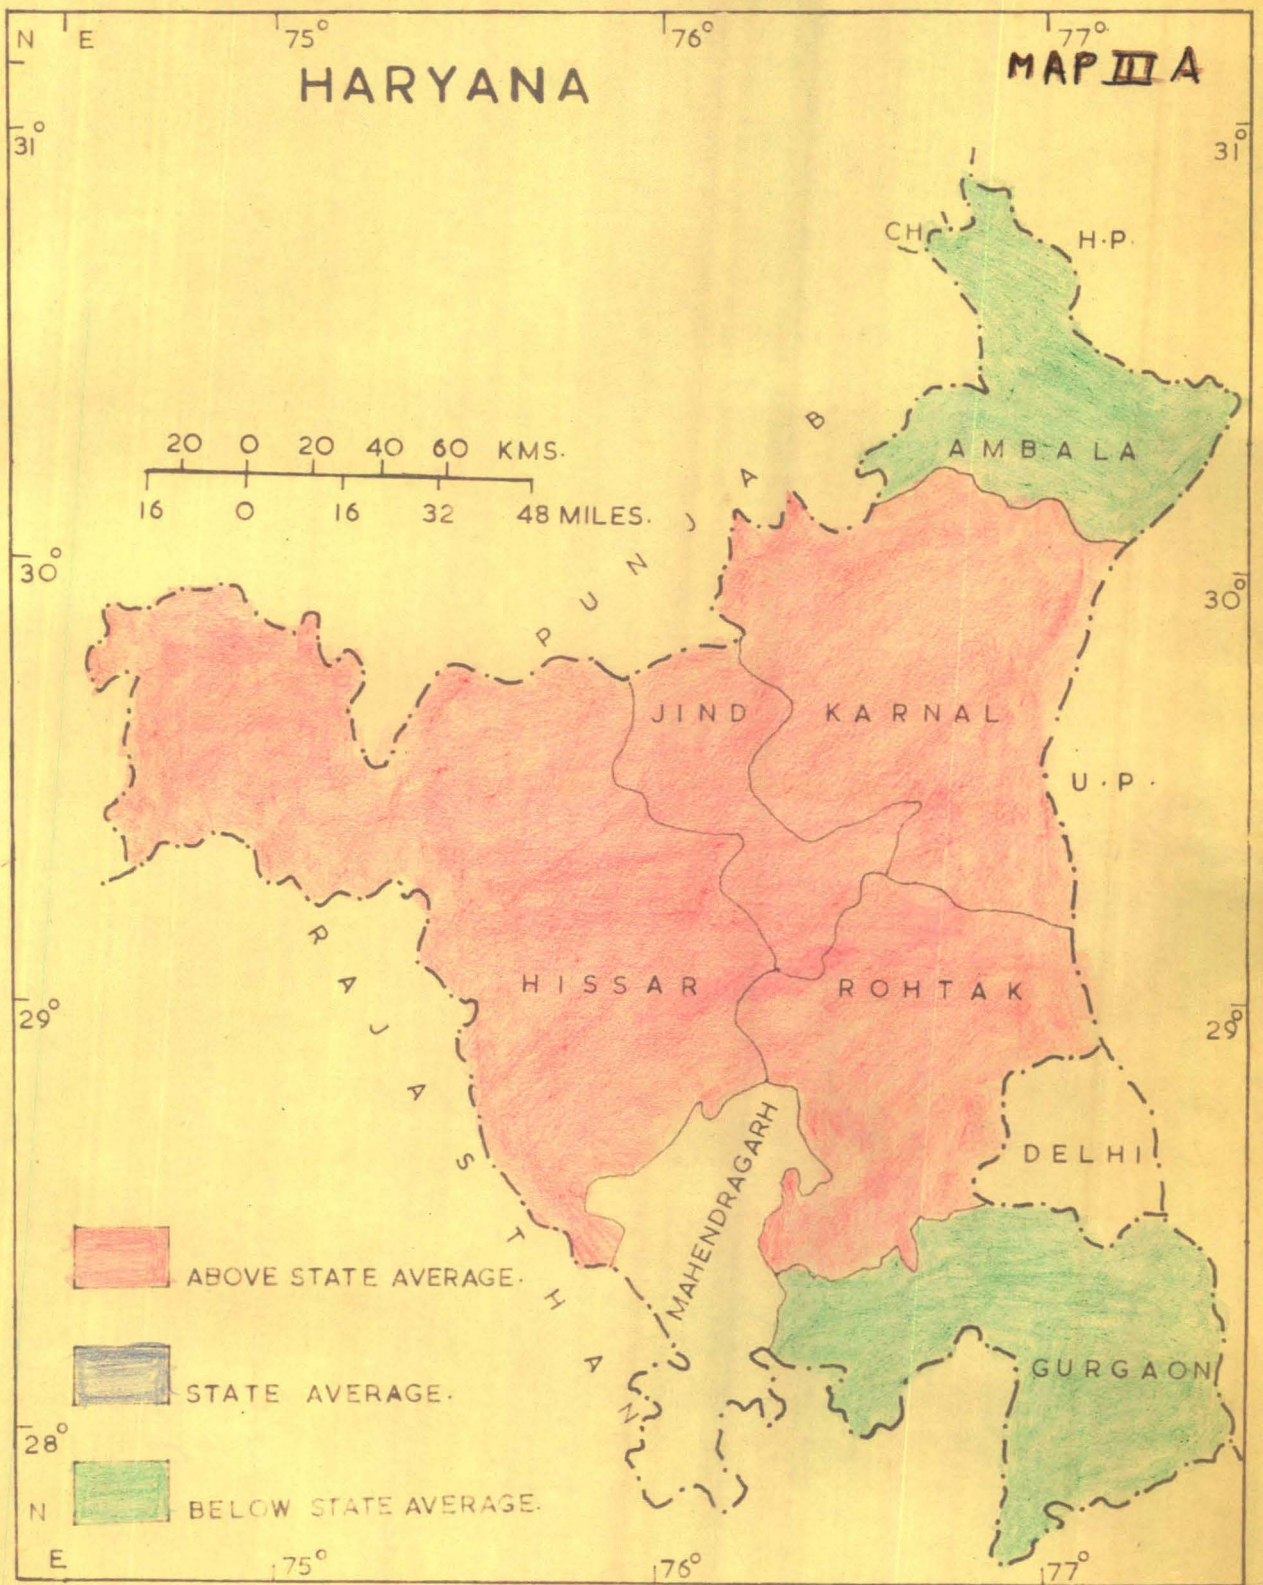 N E 75° 76° 77°
HARYANA
MAP III A
31° 31°
CH. H.P.
AMBALA
20 0 20 40 60 KMS.
16 0 16 32 48 MILES.
PUNJAB
30° 30°
JIND KARNAL
U.P.
RAJASTHAN
HISSAR ROHTAK
29° 29°
MAHENDRAGARH
DELHI
ABOVE STATE AVERAGE.
GURGAON
STATE AVERAGE.
28°
BELOW STATE AVERAGE.
N
E 75° 76° 77°